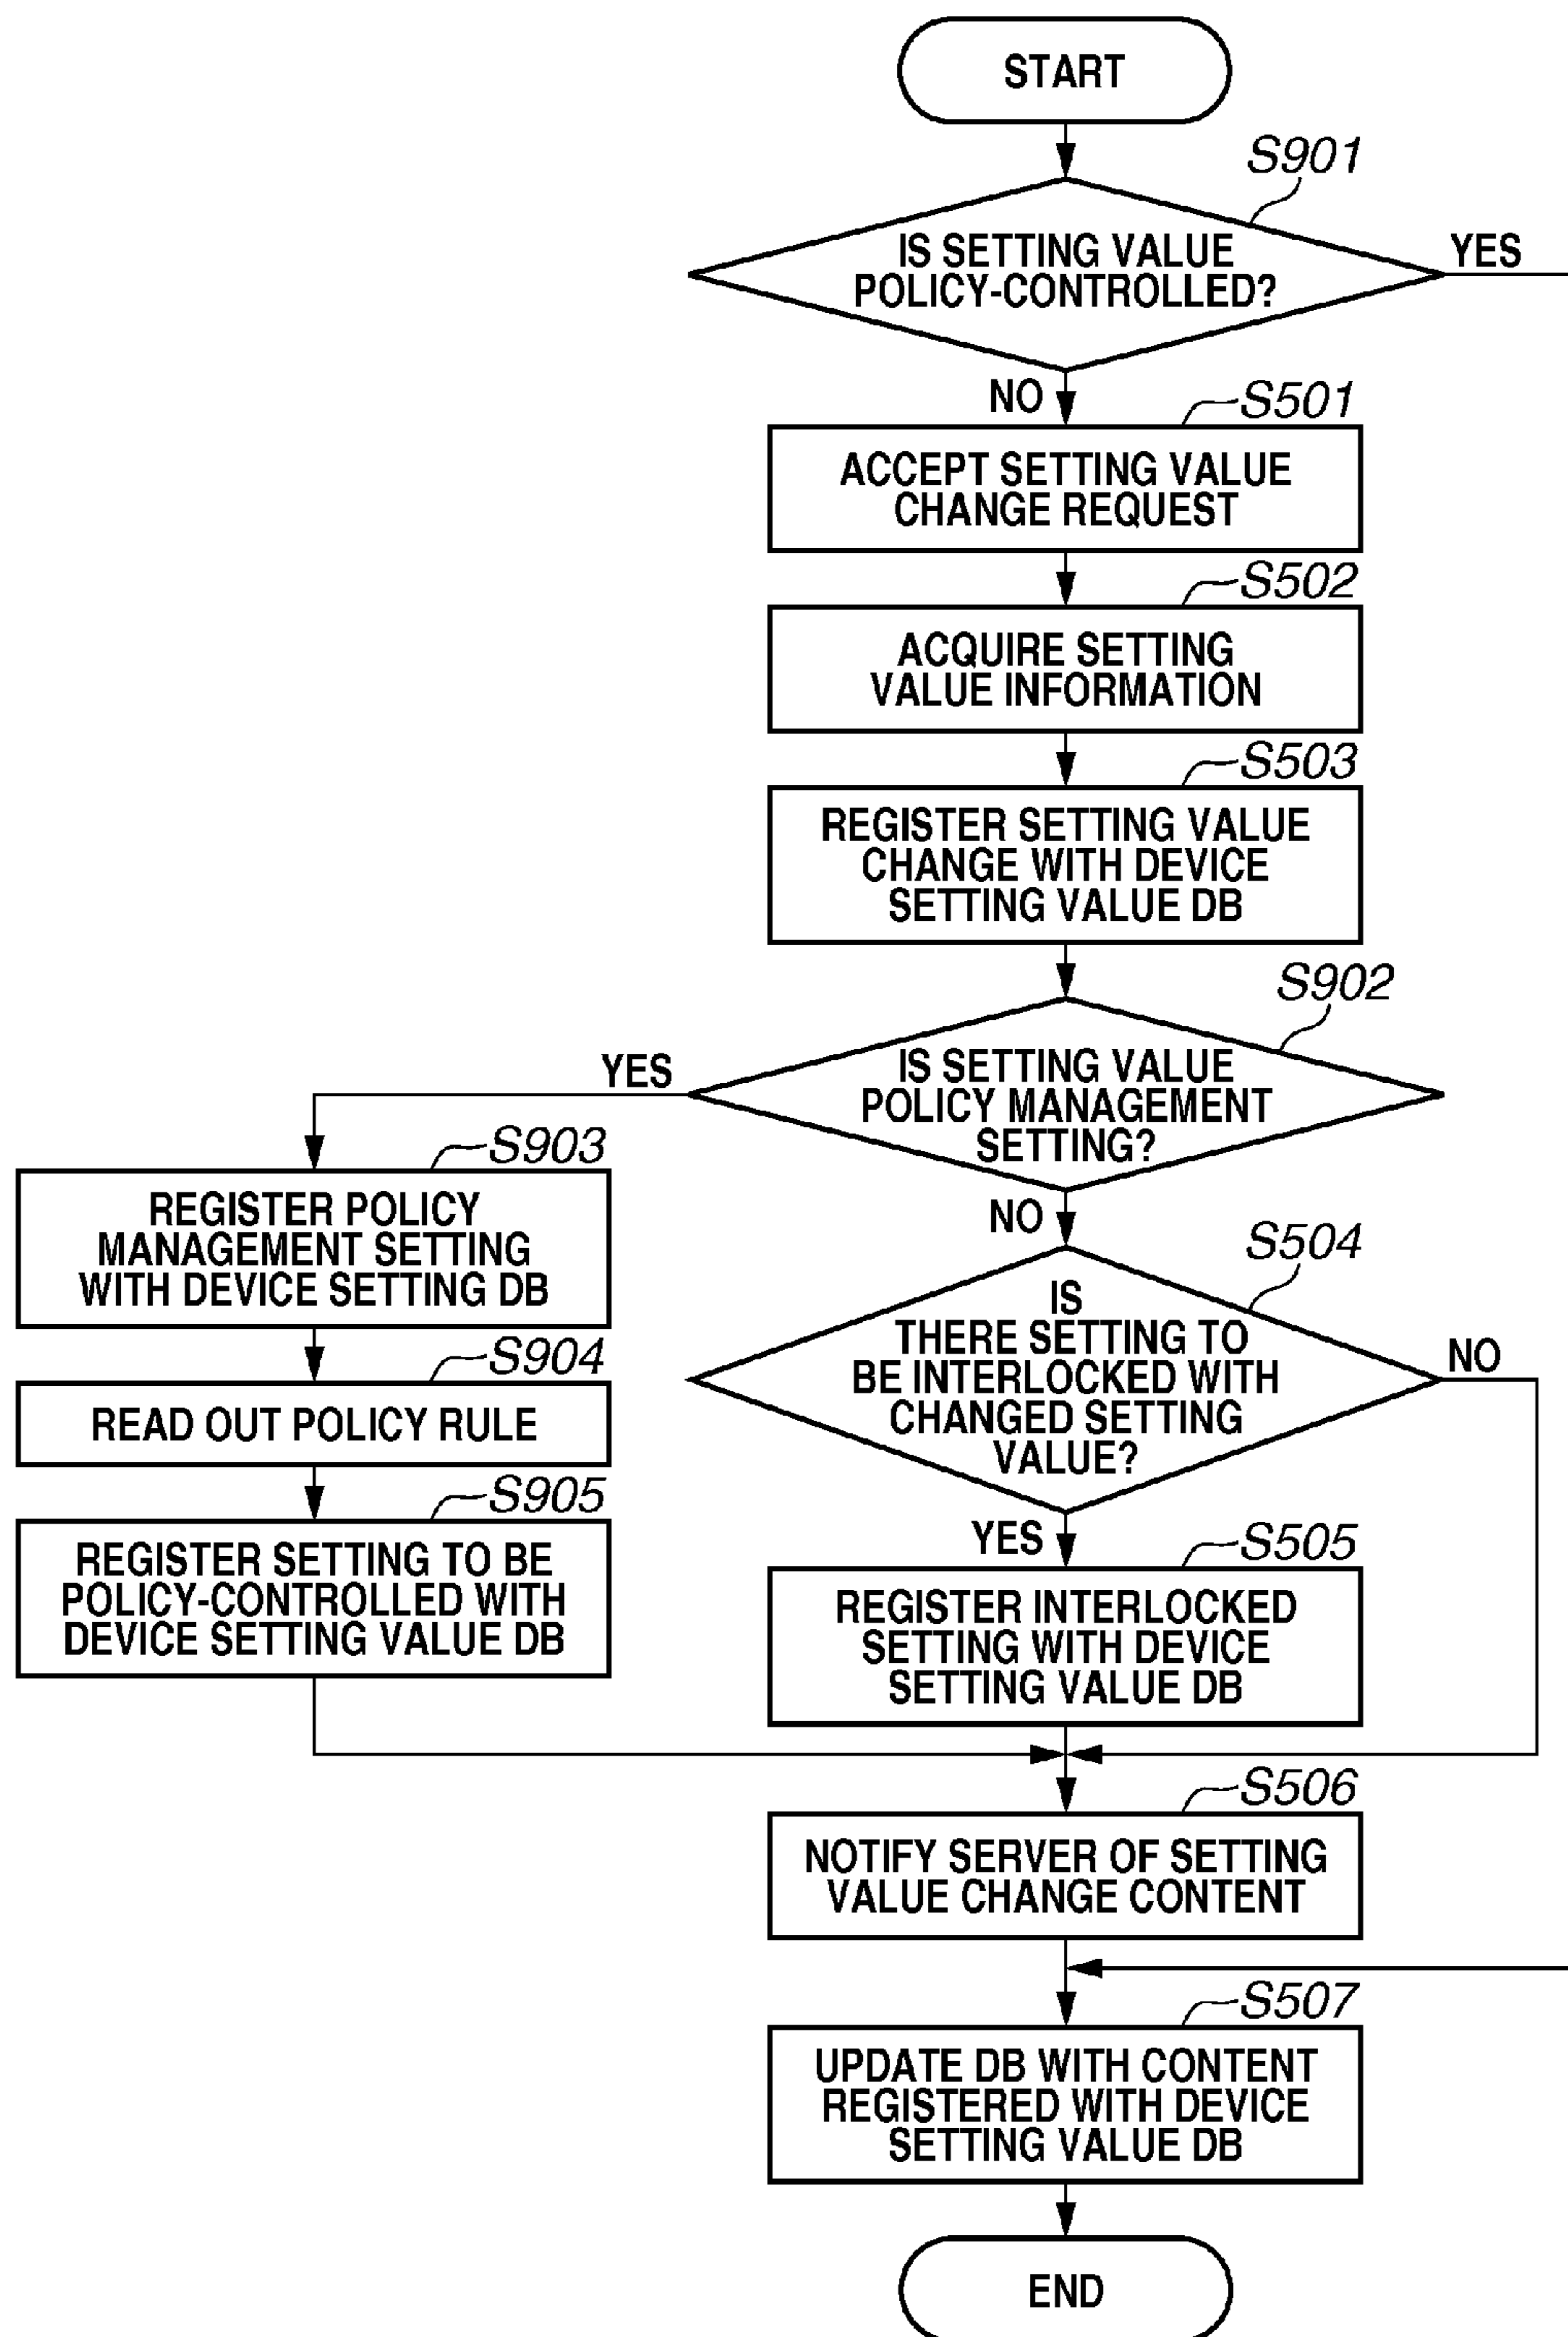 START
S901
IS SETTING VALUE
POLICY-CONTROLLED?
YES
NO
S501
ACCEPT SETTING VALUE
CHANGE REQUEST
S502
ACQUIRE SETTING
VALUE INFORMATION
S503
REGISTER SETTING VALUE
CHANGE WITH DEVICE
SETTING VALUE DB
S902
IS SETTING VALUE
POLICY MANAGEMENT
SETTING?
YES
NO
S903
REGISTER POLICY
MANAGEMENT SETTING
WITH DEVICE SETTING DB
S904
READ OUT POLICY RULE
S905
REGISTER SETTING TO BE
POLICY-CONTROLLED WITH
DEVICE SETTING VALUE DB
S504
IS
THERE SETTING TO
BE INTERLOCKED WITH
CHANGED SETTING
VALUE?
NO
YES
S505
REGISTER INTERLOCKED
SETTING WITH DEVICE
SETTING VALUE DB
S506
NOTIFY SERVER OF SETTING
VALUE CHANGE CONTENT
S507
UPDATE DB WITH CONTENT
REGISTERED WITH DEVICE
SETTING VALUE DB
END